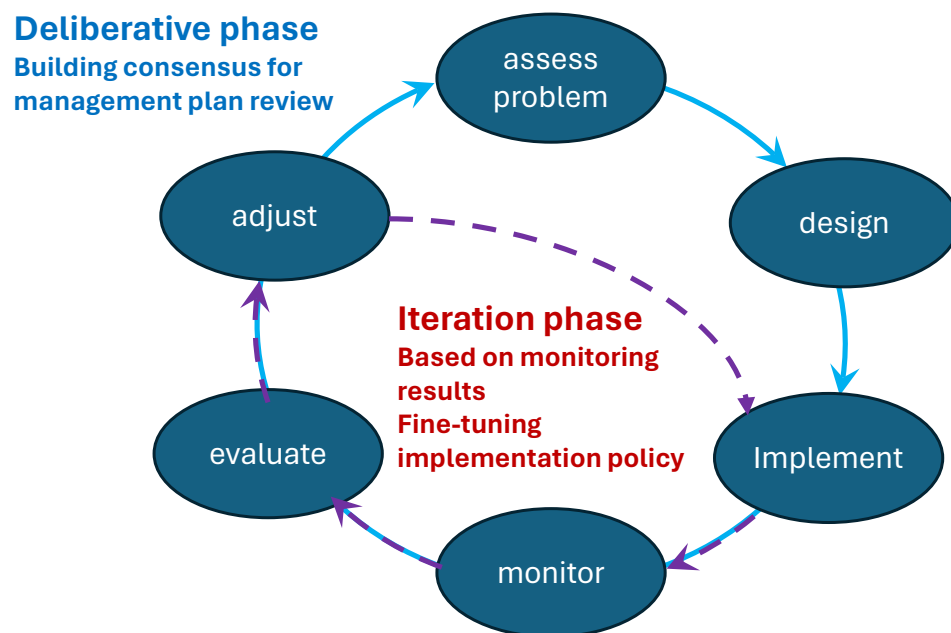 Deliberative phase
Building consensus for
management plan review
assess
problem
design
Implement
monitor
evaluate
adjust
Iteration phase
Based on monitoring
results
Fine-tuning
implementation policy